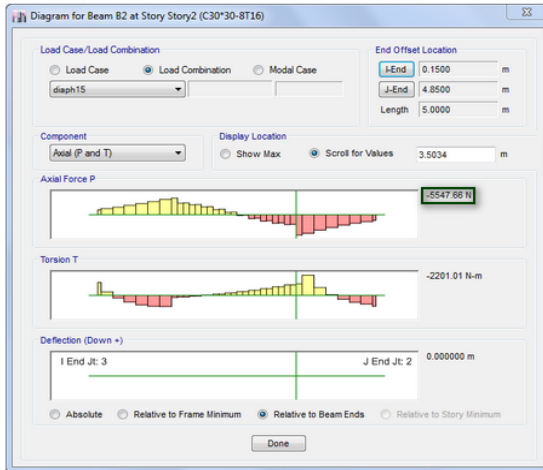 Diagram for Beam B2 at Story Story2 (C30*30-8T16)
Load Case/Load Combination
Load Case Load Combination Modal Case
diaph15
End Offset Location
I-End 0.1500 m
J-End 4.8500 m
Length 5.0000 m
Component
Axial (P and T)
Display Location
Show Max Scroll for Values 3.5034 m
Axial Force P
-5547.66 N
Torsion T
-2201.01 N-m
Deflection (Down +)
I End Jt: 3 J End Jt: 2 0.000000 m
Absolute Relative to Frame Minimum Relative to Beam Ends Relative to Story Minimum
Done